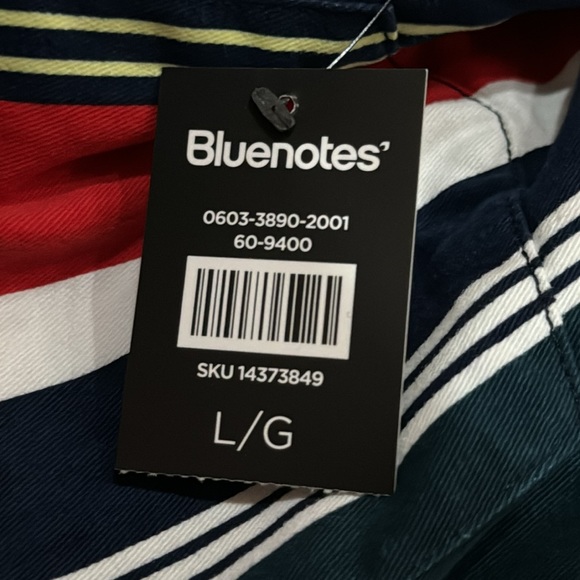 Bluenotes’
0603-3890-2001
60-9400
SKU 14373849
L/G